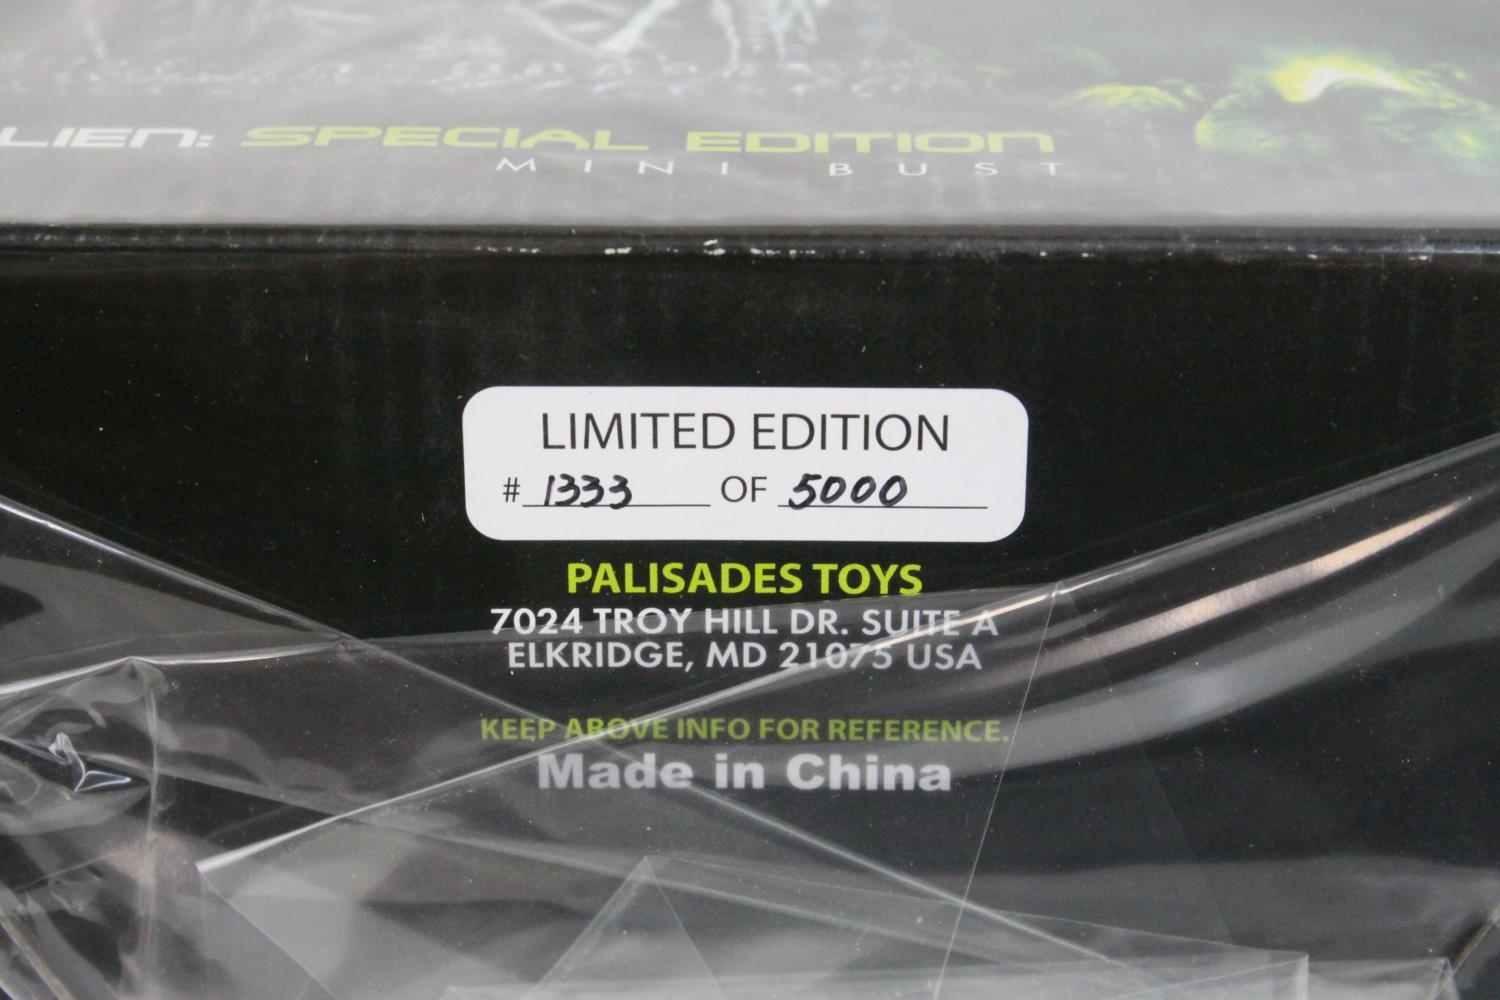 LIEN: SPECIAL EDITION
MINI BUST
LIMITED EDITION
# 1333 OF 5000
PALISADES TOYS
7024 TROY HILL DR. SUITE A
ELKRIDGE, MD 21075 USA
KEEP ABOVE INFO FOR REFERENCE.
Made in China